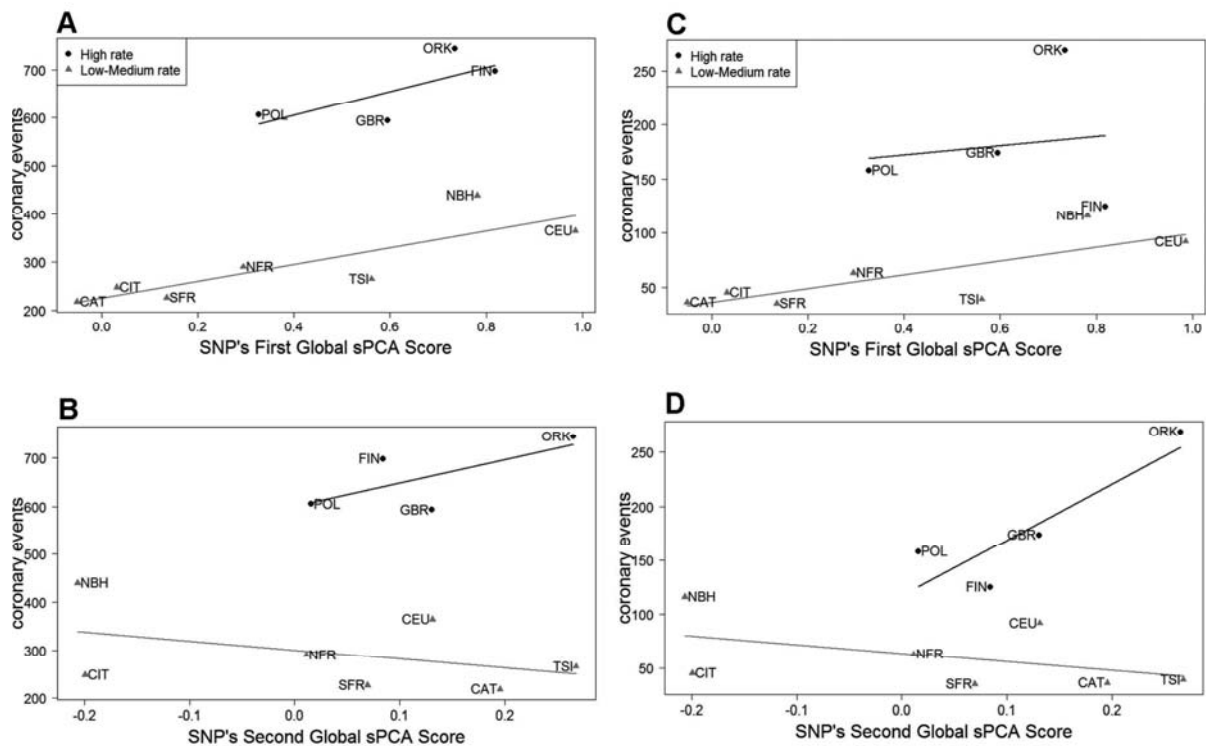 A
coronary events
700
600
500
400
300
200
High rate
Low-Medium rate
ORK
FIN
POL
GBR
NBH
CEU
NFR
TSI
CIT
CAT
SFR
0.0 0.2 0.4 0.6 0.8 1.0
SNP's First Global sPCA Score
C
coronary events
250
200
150
100
50
High rate
Low-Medium rate
ORK
GBR
POL
FIN
NBH
CEU
NFR
TSI
CIT
CAT
SFR
0.0 0.2 0.4 0.6 0.8 1.0
SNP's First Global sPCA Score
B
coronary events
700
600
500
400
300
200
ORK
FIN
POL
GBR
NBH
CEU
NFR
TSI
CIT
SFR
CAT
-0.2 0.0 0.1 0.2
SNP's Second Global sPCA Score
D
coronary events
250
200
150
100
50
ORK
GBR
POL
FIN
NBH
CEU
NFR
CIT
SFR
CAT
TSI
-0.2 0.0 0.1 0.2
SNP's Second Global sPCA Score